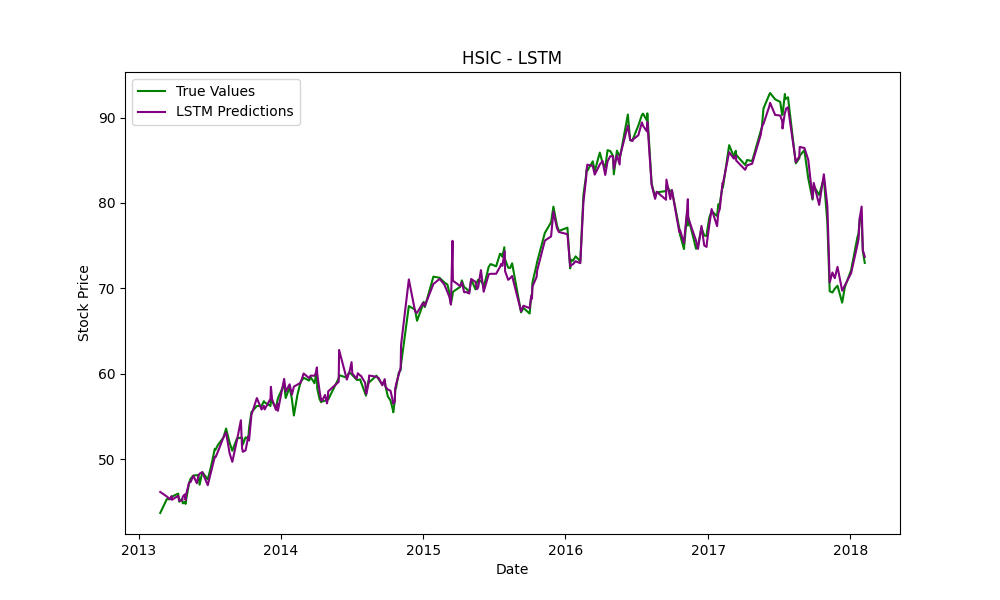 HSIC - LSTM
True Values
LSTM Predictions
90
80
70
60
50
Stock Price
2013 2014 2015 2016 2017 2018
Date